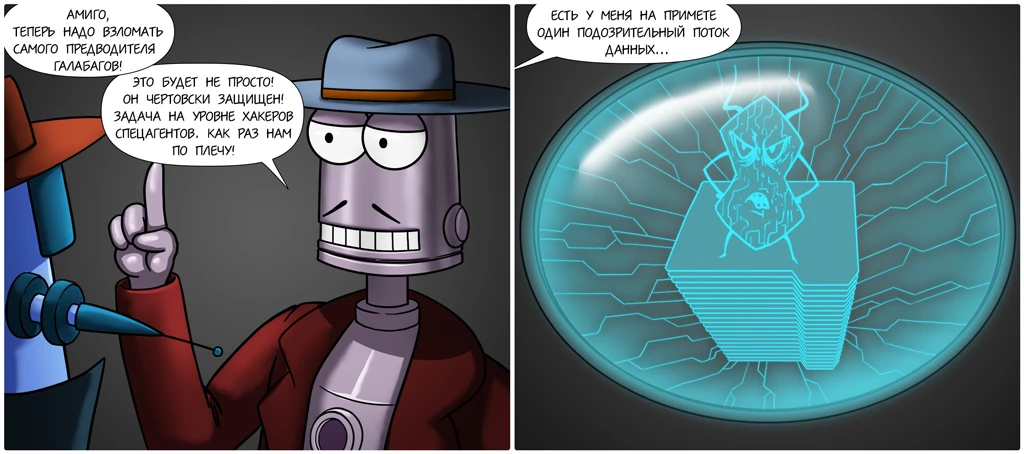 АМИГО,
ТЕПЕРЬ НАДО ВЗЛОМАТЬ
САМОГО ПРЕДВОДИТЕЛЯ
ГАЛАБАГОВ!
ЭТО БУДЕТ НЕ ПРОСТО!
ОН ЧЕРТОВСКИ ЗАЩИЩЕН!
ЗАДАЧА НА УРОВНЕ ХАКЕРОВ
СПЕЦАГЕНТОВ. КАК РАЗ НАМ
ПО ПЛЕЧУ!
ЕСТЬ У МЕНЯ НА ПРИМЕТЕ
ОДИН ПОДОЗРИТЕЛЬНЫЙ ПОТОК
ДАННЫХ...